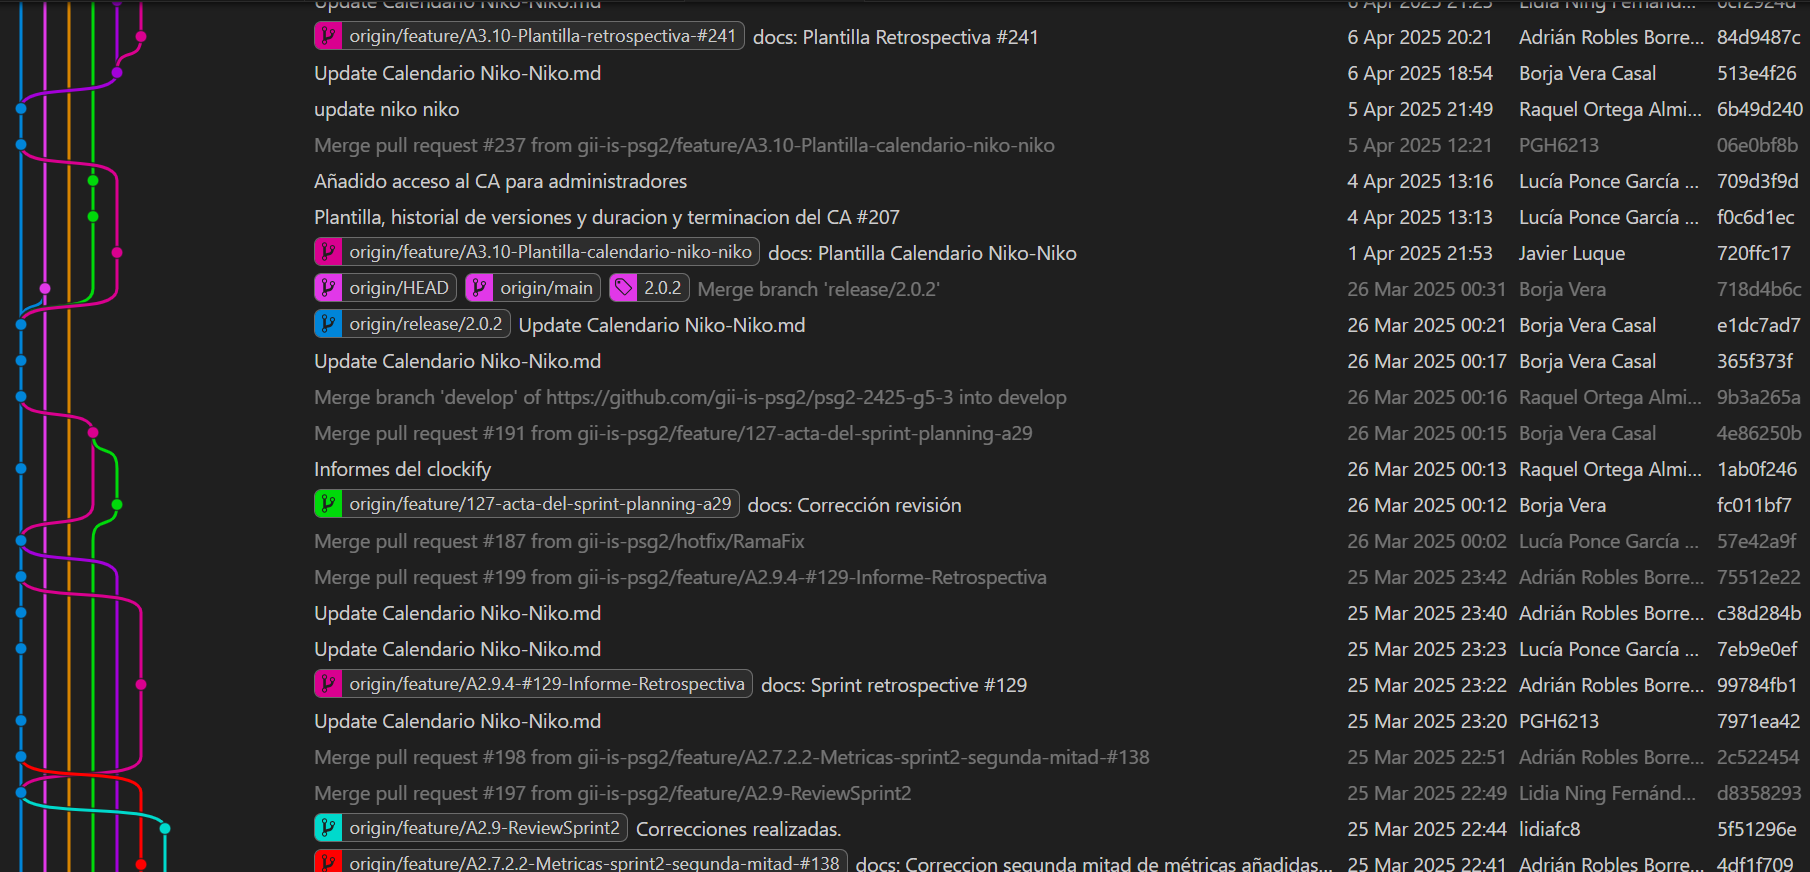 Update Calendario Niko-Niko.md 6 Apr 2025 21:23 Lidia Ning Fernánd... 0cf2924d
origin/feature/A3.10-Plantilla-retrospectiva-#241 docs: Plantilla Retrospectiva #241 6 Apr 2025 20:21 Adrián Robles Borre... 84d9487c
Update Calendario Niko-Niko.md 6 Apr 2025 18:54 Borja Vera Casal 513e4f26
update niko niko 5 Apr 2025 21:49 Raquel Ortega Almi... 6b49d240
Merge pull request #237 from gii-is-psg2/feature/A3.10-Plantilla-calendario-niko-niko 5 Apr 2025 12:21 PGH6213 06e0bf8b
Añadido acceso al CA para administradores 4 Apr 2025 13:16 Lucía Ponce García ... 709d3f9d
Plantilla, historial de versiones y duracion y terminacion del CA #207 4 Apr 2025 13:13 Lucía Ponce García ... f0c6d1ec
origin/feature/A3.10-Plantilla-calendario-niko-niko docs: Plantilla Calendario Niko-Niko 1 Apr 2025 21:53 Javier Luque 720ffc17
origin/HEAD origin/main 2.0.2 Merge branch 'release/2.0.2' 26 Mar 2025 00:31 Borja Vera 718d4b6c
origin/release/2.0.2 Update Calendario Niko-Niko.md 26 Mar 2025 00:21 Borja Vera Casal e1dc7ad7
Update Calendario Niko-Niko.md 26 Mar 2025 00:17 Borja Vera Casal 365f373f
Merge branch 'develop' of https://github.com/gii-is-psg2/psg2-2425-g5-3 into develop 26 Mar 2025 00:16 Raquel Ortega Almi... 9b3a265a
Merge pull request #191 from gii-is-psg2/feature/127-acta-del-sprint-planning-a29 26 Mar 2025 00:15 Borja Vera Casal 4e86250b
Informes del clockify 26 Mar 2025 00:13 Raquel Ortega Almi... 1ab0f246
origin/feature/127-acta-del-sprint-planning-a29 docs: Corrección revisión 26 Mar 2025 00:12 Borja Vera fc011bf7
Merge pull request #187 from gii-is-psg2/hotfix/RamaFix 26 Mar 2025 00:02 Lucía Ponce García ... 57e42a9f
Merge pull request #199 from gii-is-psg2/feature/A2.9.4-#129-Informe-Retrospectiva 25 Mar 2025 23:42 Adrián Robles Borre... 75512e22
Update Calendario Niko-Niko.md 25 Mar 2025 23:40 Adrián Robles Borre... c38d284b
Update Calendario Niko-Niko.md 25 Mar 2025 23:23 Lucía Ponce García ... 7eb9e0ef
origin/feature/A2.9.4-#129-Informe-Retrospectiva docs: Sprint retrospective #129 25 Mar 2025 23:22 Adrián Robles Borre... 99784fb1
Update Calendario Niko-Niko.md 25 Mar 2025 23:20 PGH6213 7971ea42
Merge pull request #198 from gii-is-psg2/feature/A2.7.2.2-Metricas-sprint2-segunda-mitad-#138 25 Mar 2025 22:51 Adrián Robles Borre... 2c522454
Merge pull request #197 from gii-is-psg2/feature/A2.9-ReviewSprint2 25 Mar 2025 22:49 Lidia Ning Fernánd... d8358293
origin/feature/A2.9-ReviewSprint2 Correcciones realizadas. 25 Mar 2025 22:44 lidiafc8 5f51296e
origin/feature/A2.7.2.2-Metricas-sprint2-segunda-mitad-#138 docs: Correccion segunda mitad de métricas añadidas... 25 Mar 2025 22:41 Adrián Robles Borre... 4df1f709